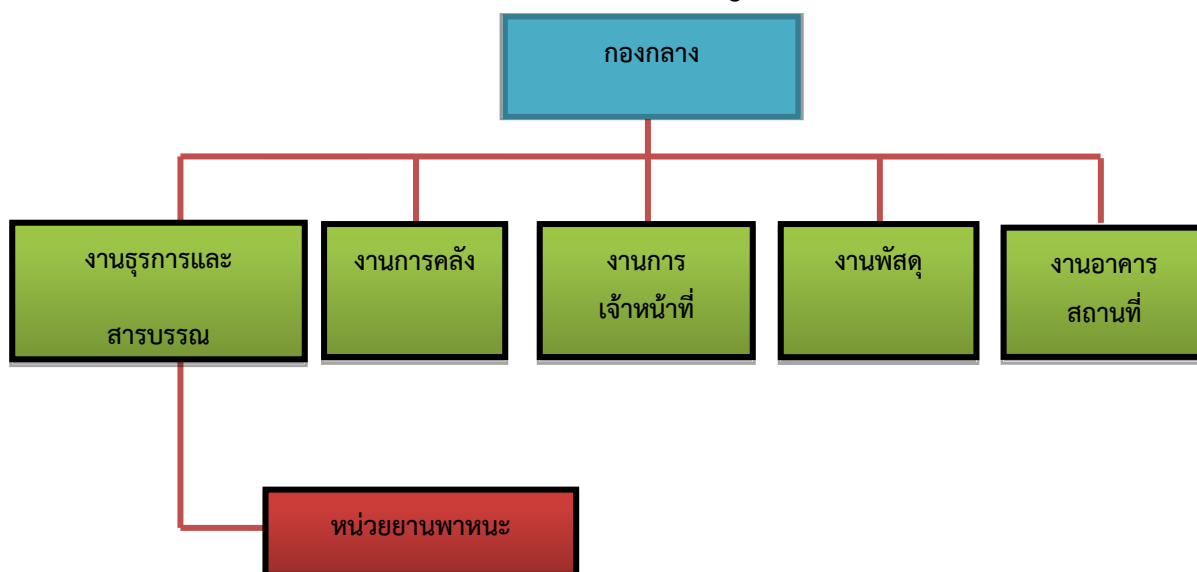 กองกลาง
งานธุรการและ
สารบรรณ
งานการคลัง
งานการ
เจ้าหน้าที่
งานพัสดุ
งานอาคาร
สถานที่
หน่วยยานพาหนะ